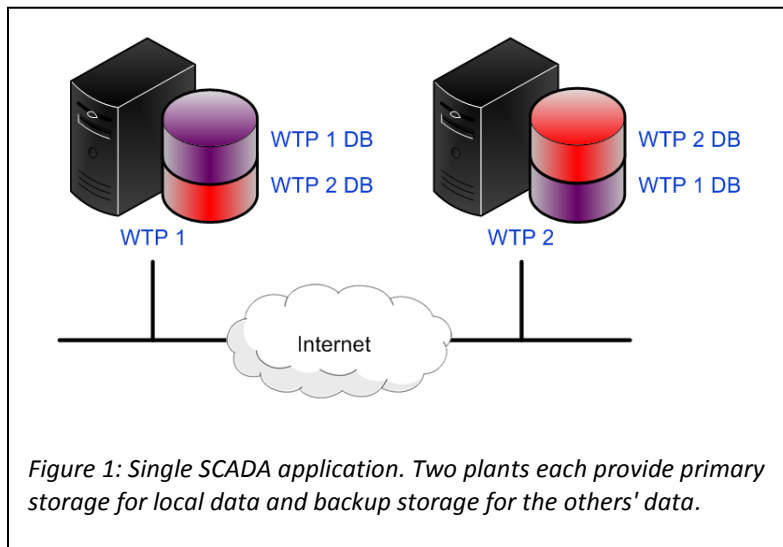 WTP 1 DB
WTP 2 DB
WTP 1
WTP 2 DB
WTP 1 DB
WTP 2
Internet
Figure 1: Single SCADA application. Two plants each provide primary
storage for local data and backup storage for the others' data.